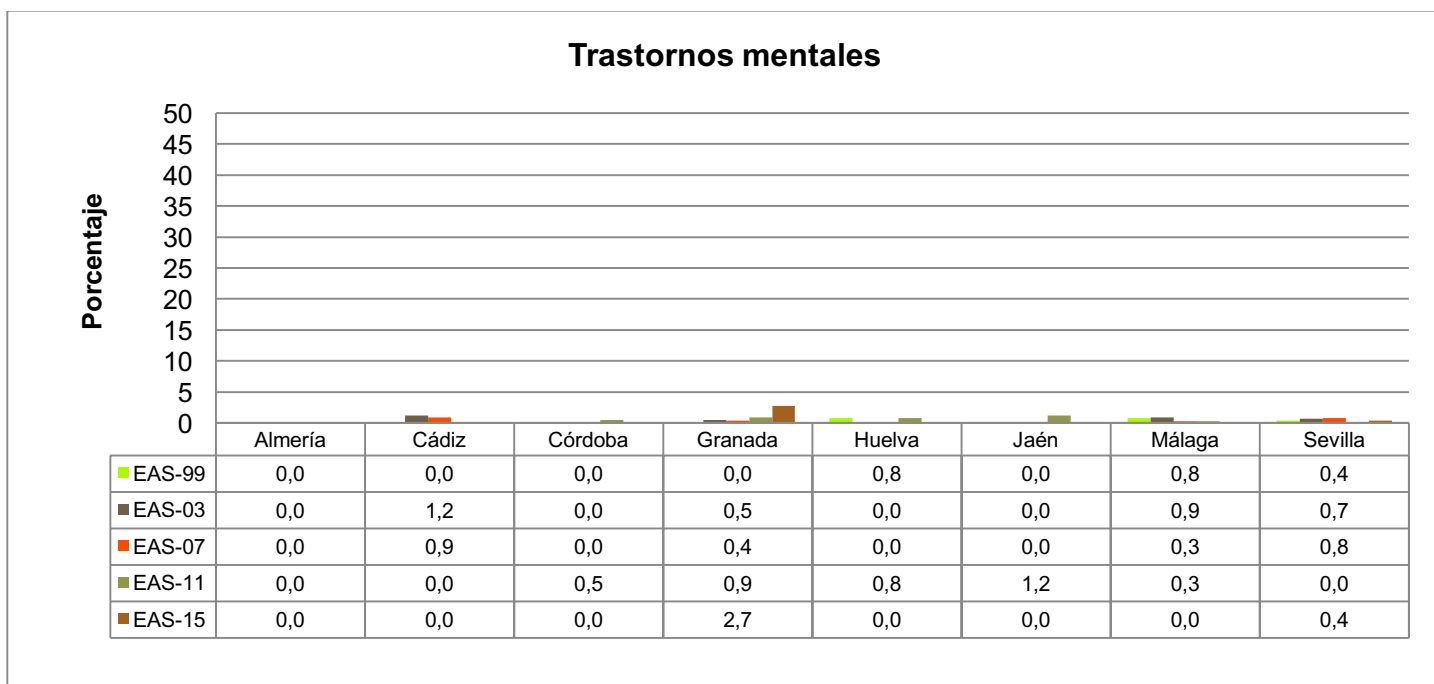 Trastornos mentales
Porcentaje
50
45
40
35
30
25
20
15
10
5
0
Almería Cádiz Córdoba Granada Huelva Jaén Málaga Sevilla
EAS-99 0,0 0,0 0,0 0,0 0,8 0,0 0,8 0,4
EAS-03 0,0 1,2 0,0 0,5 0,0 0,0 0,9 0,7
EAS-07 0,0 0,9 0,0 0,4 0,0 0,0 0,3 0,8
EAS-11 0,0 0,0 0,5 0,9 0,8 1,2 0,3 0,0
EAS-15 0,0 0,0 0,0 2,7 0,0 0,0 0,0 0,4